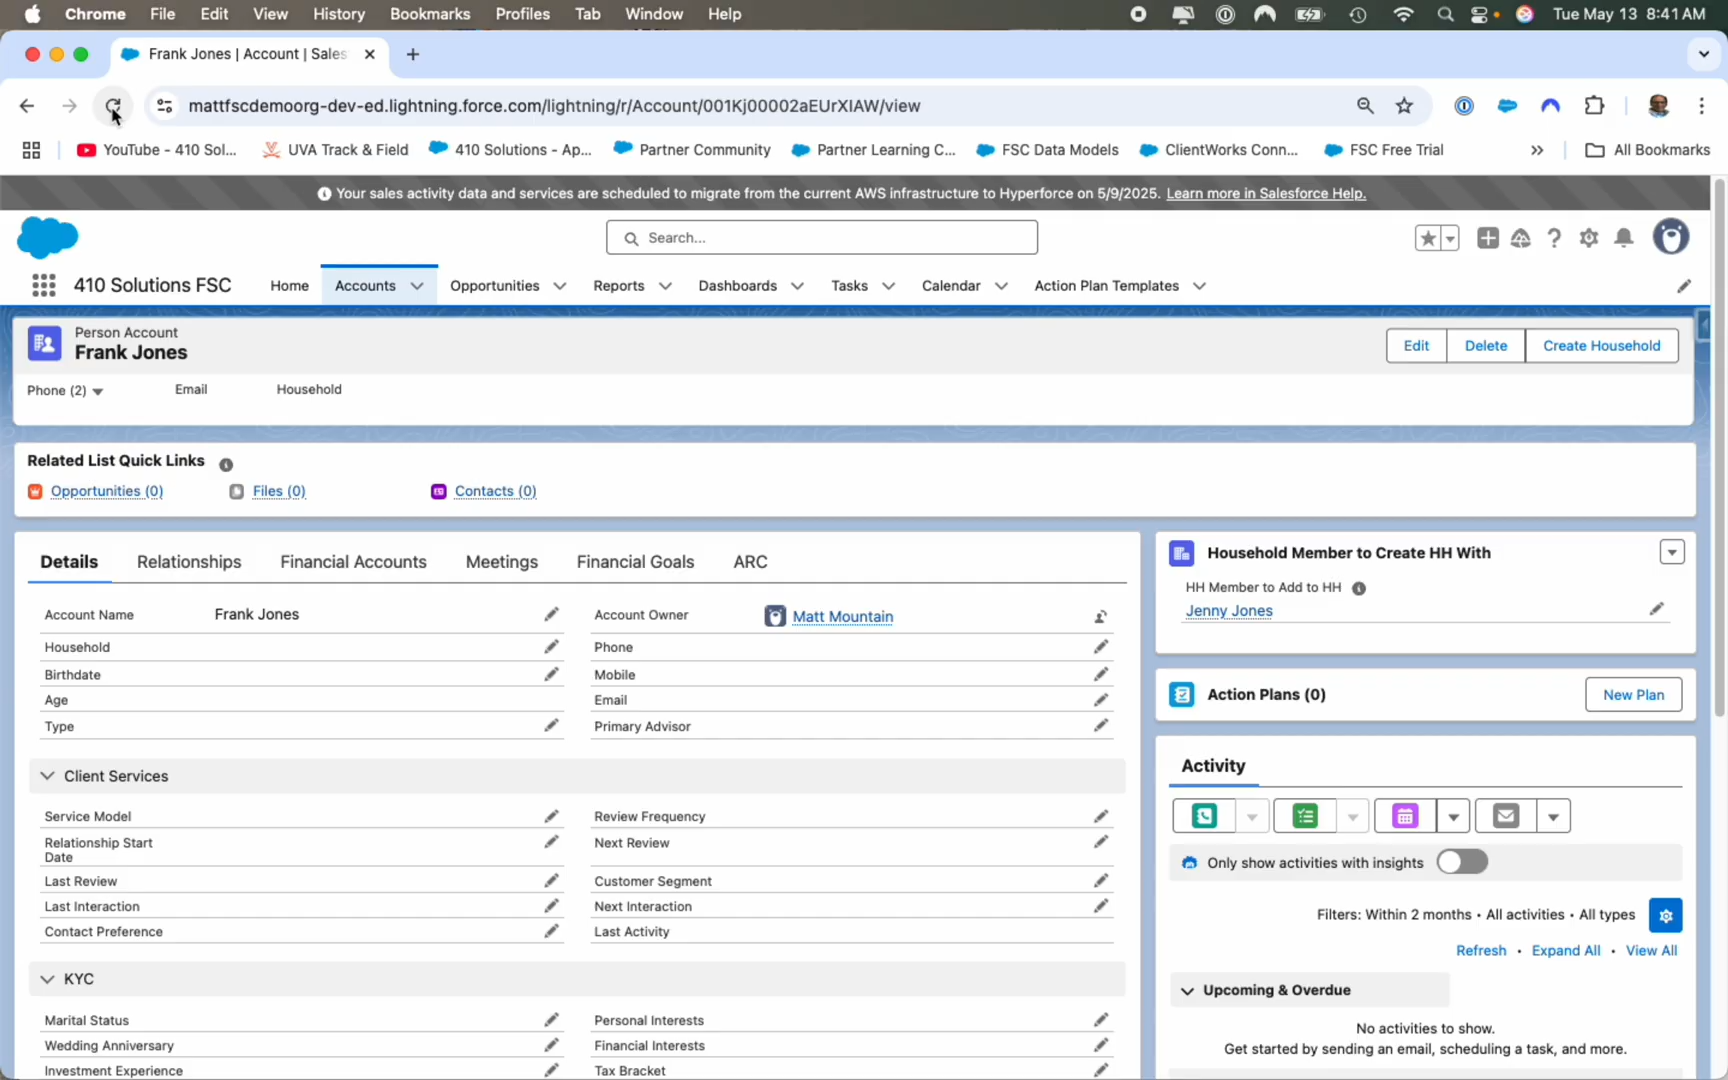 Chrome File Edit View History Bookmarks Profiles Tab Window Help Tue May 13 8:41 AM
Frank Jones | Account | Sales
mattfscdemoorg-dev-ed.lightning.force.com/lightning/r/Account/001Kj00002aEUrXIAW/view
YouTube - 410 Sol... UVA Track & Field 410 Solutions - Ap... Partner Community Partner Learning C... FSC Data Models ClientWorks Conn... FSC Free Trial All Bookmarks
Your sales activity data and services are scheduled to migrate from the current AWS infrastructure to Hyperforce on 5/9/2025. Learn more in Salesforce Help.
Search...
410 Solutions FSC Home Accounts Opportunities Reports Dashboards Tasks Calendar Action Plan Templates
Person Account
Frank Jones
Edit Delete Create Household
Phone (2) Email Household
Related List Quick Links
Opportunities (0) Files (0) Contacts (0)
Details Relationships Financial Accounts Meetings Financial Goals ARC
Account Name Frank Jones Account Owner Matt Mountain
Household Phone
Birthdate Mobile
Age Email
Type Primary Advisor
Client Services
Service Model Review Frequency
Relationship Start Next Review
Date
Last Review Customer Segment
Last Interaction Next Interaction
Contact Preference Last Activity
KYC
Marital Status Personal Interests
Wedding Anniversary Financial Interests
Investment Experience Tax Bracket
Household Member to Create HH With
HH Member to Add to HH
Jenny Jones
Action Plans (0) New Plan
Activity
Only show activities with insights
Filters: Within 2 months • All activities • All types
Refresh • Expand All • View All
Upcoming & Overdue
No activities to show.
Get started by sending an email, scheduling a task, and more.